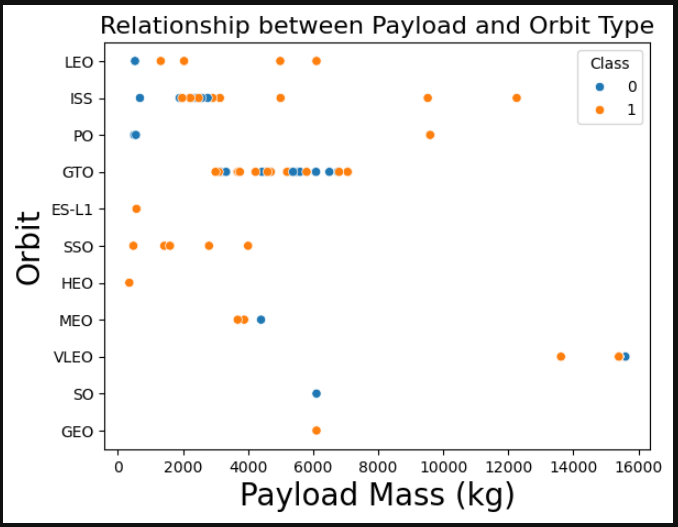 Relationship between Payload and Orbit Type
Class
0
1
LEO
ISS
PO
GTO
ES-L1
SSO
HEO
MEO
VLEO
SO
GEO
Orbit
0 2000 4000 6000 8000 10000 12000 14000 16000
Payload Mass (kg)